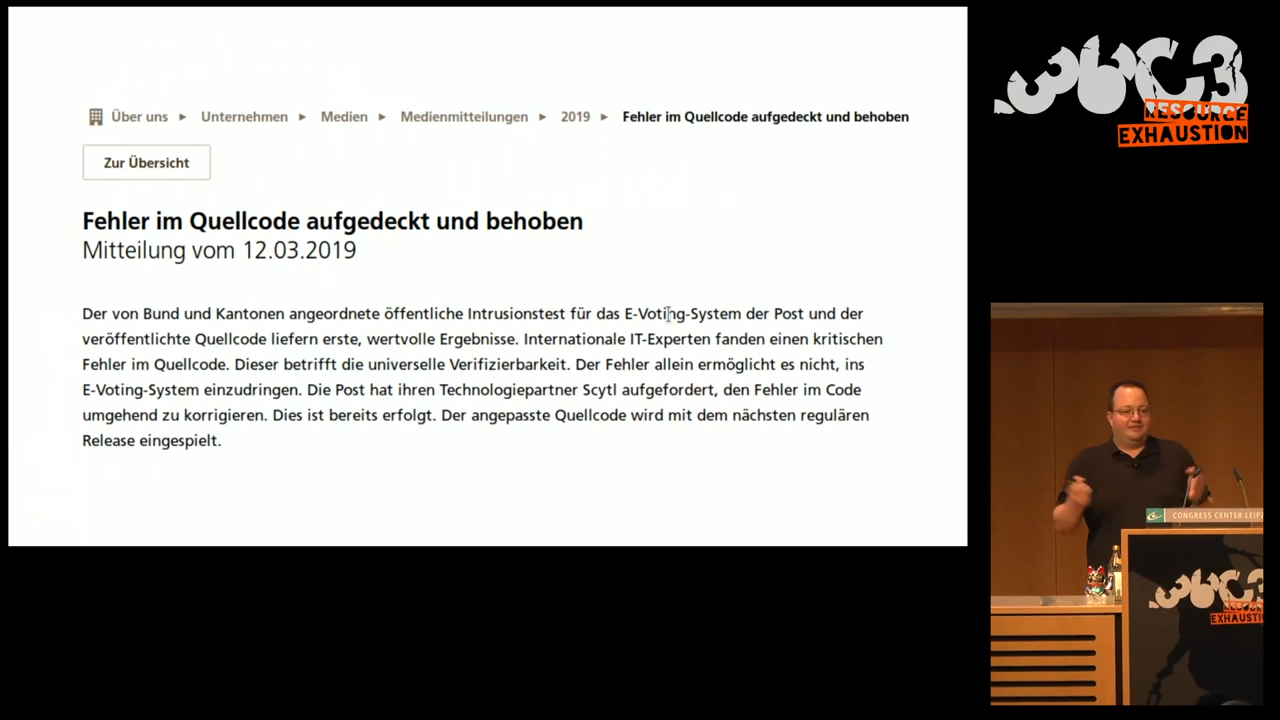 Über uns ▸ Unternehmen ▸ Medien ▸ Medienmitteilungen ▸ 2019 ▸ Fehler im Quellcode aufgedeckt und behoben
Zur Übersicht
Fehler im Quellcode aufgedeckt und behoben
Mitteilung vom 12.03.2019
Der von Bund und Kantonen angeordnete öffentliche Intrusionstest für das E-Voting-System der Post und der
veröffentlichte Quellcode liefern erste, wertvolle Ergebnisse. Internationale IT-Experten fanden einen kritischen
Fehler im Quellcode. Dieser betrifft die universelle Verifizierbarkeit. Der Fehler allein ermöglicht es nicht, ins
E-Voting-System einzudringen. Die Post hat ihren Technologiepartner Scytl aufgefordert, den Fehler im Code
umgehend zu korrigieren. Dies ist bereits erfolgt. Der angepasste Quellcode wird mit dem nächsten regulären
Release eingespielt.
36C3
RESOURCE
EXHAUSTION
CONGRESS CENTER LEIPZ
36C3
RESOU
EXHAUSTI